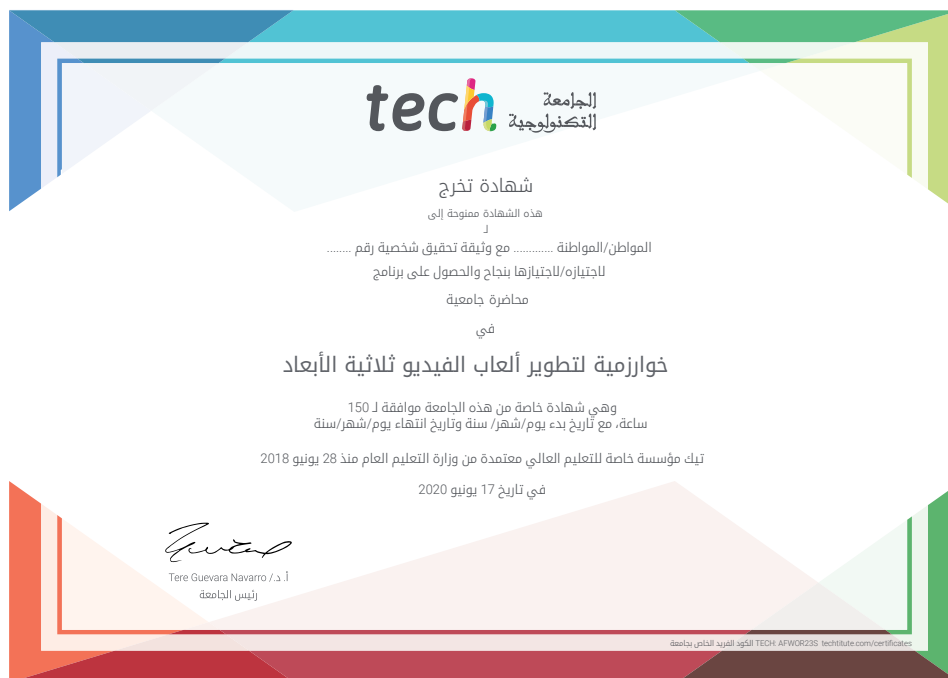 tech الجامعة
التكنولوجية
شهادة تخرج
هذه الشهادة ممنوحة إلى
لـ
المواطن/المواطنة ............. مع وثيقة تحقيق شخصية رقم ........
لاجتيازه/لاجتيازها بنجاح والحصول على برنامج
محاضرة جامعية
في
خوارزمية لتطوير ألعاب الفيديو ثلاثية الأبعاد
وهي شهادة خاصة من هذه الجامعة موافقة لـ 150
ساعة، مع تاريخ بدء يوم/شهر/ سنة وتاريخ انتهاء يوم/شهر/سنة
تيك مؤسسة خاصة للتعليم العالي معتمدة من وزارة التعليم العام منذ 28 يونيو 2018
في تاريخ 17 يونيو 2020
أ. د./ Tere Guevara Navarro
رئيس الجامعة
الكود الفريد الخاص بجامعة TECH: AFWOR23S techtitute.com/certificates